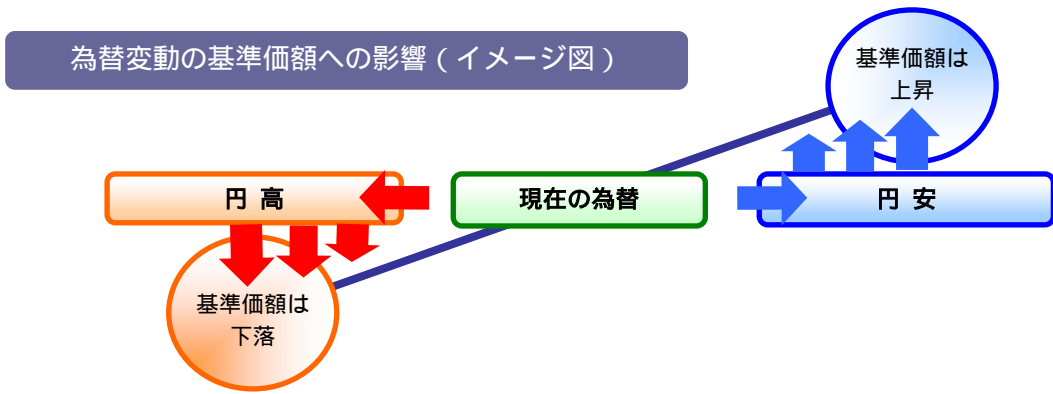 為替変動の基準価額への影響(イメージ図)
基準価額は
上昇
円 高
現在の為替
円 安
基準価額は
下落